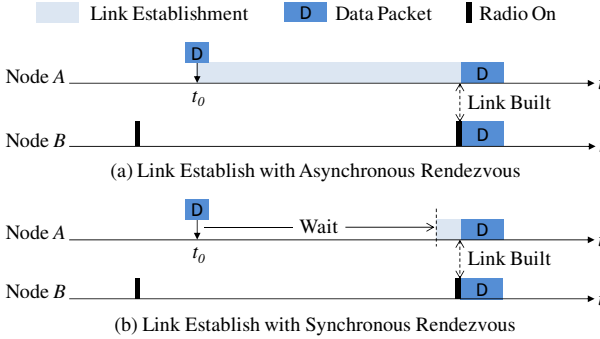 Link Establishment D Data Packet Radio On
D
Node A D
t0 t
Link Built
Node B D
t
(a) Link Establish with Asynchronous Rendezvous
D
Wait
Node A D
t0 t
Link Built
Node B D
t
(b) Link Establish with Synchronous Rendezvous